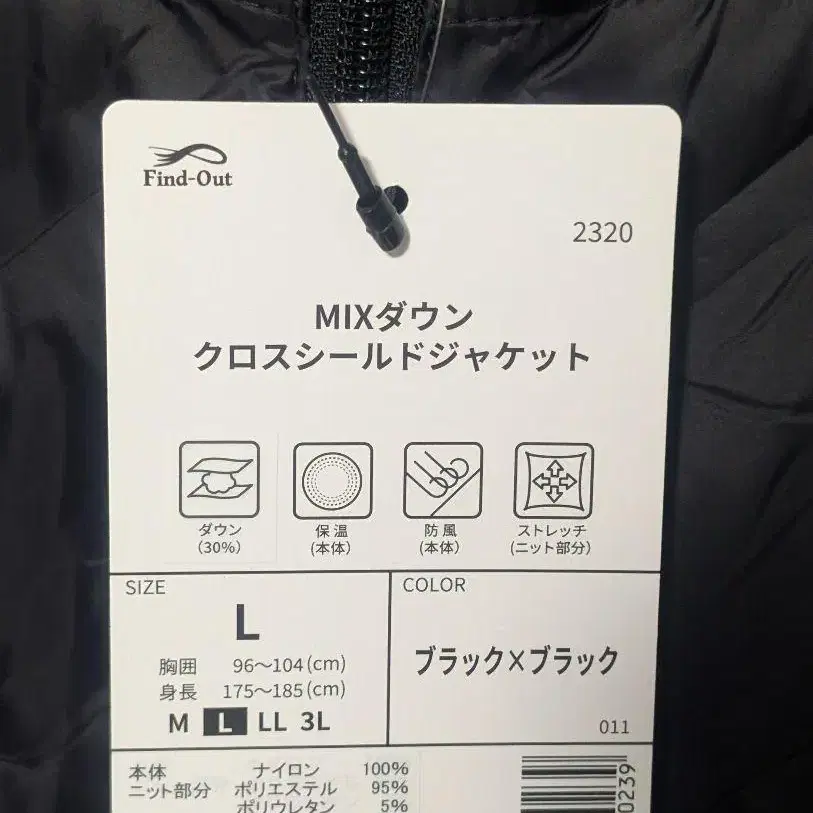 Find-Out
2320
MIXダウン
クロスシールドジャケット
ダウン
(30%)
保温
(本体)
防風
(本体)
ストレッチ
(ニット部分)
SIZE
L
胸囲 96〜104(cm)
身長 175〜185(cm)
M L LL 3L
COLOR
ブラック×ブラック
011
本体 ナイロン 100%
ニット部分 ポリエステル 95%
ポリウレタン 5%
0239